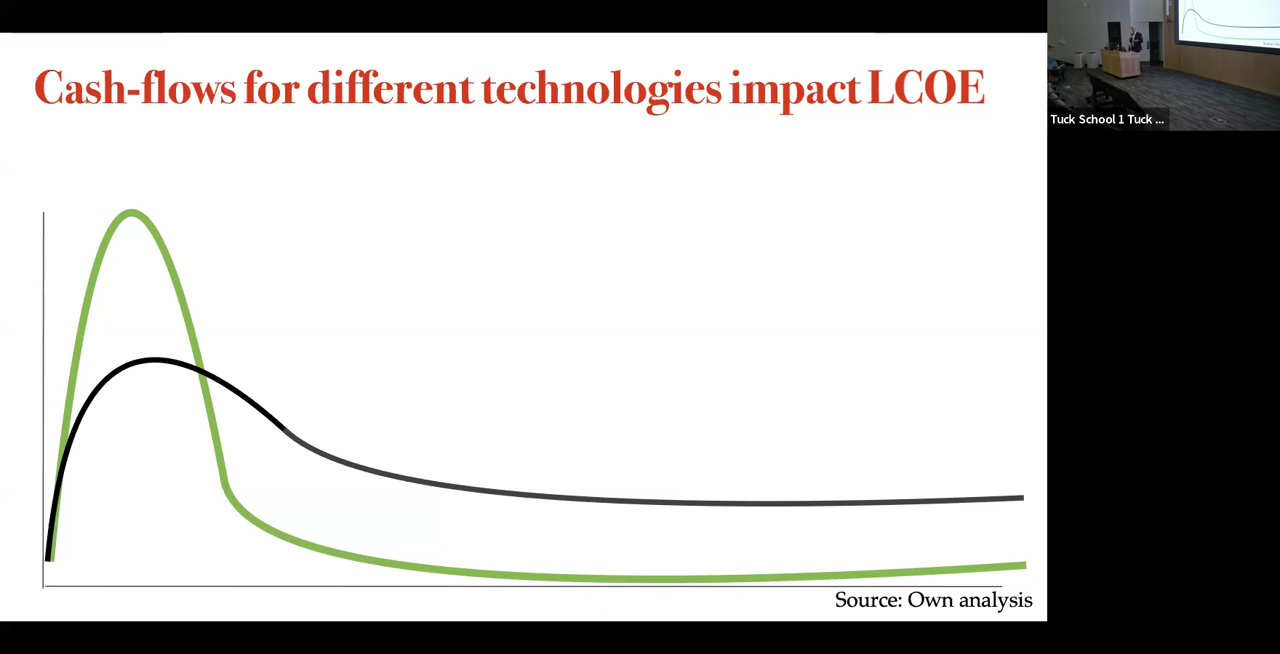 Cash-flows for different technologies impact LCOE
Tuck School 1 Tuck ...
Source: Own analysis